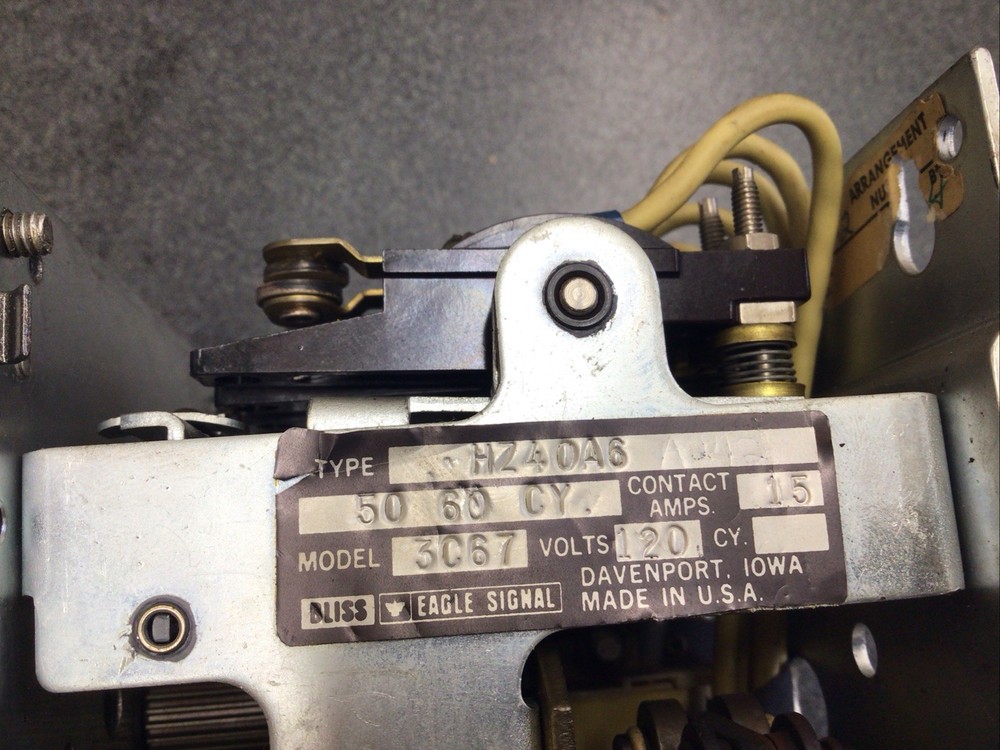 ARRANGEMENT
NU
TYPE HZ40A6
50 60 CY. CONTACT AMPS. 15
MODEL 3C67 VOLTS 120 CY.
BLISS EAGLE SIGNAL
DAVENPORT, IOWA
MADE IN U.S.A.